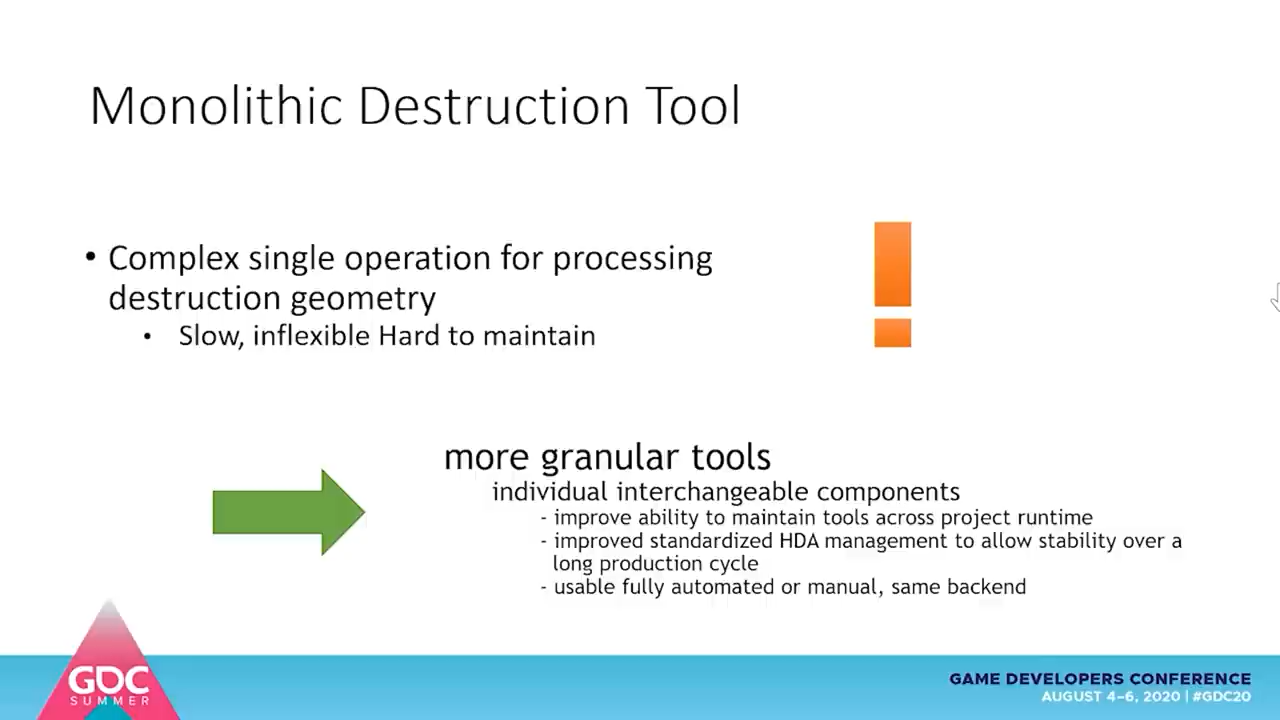 Monolithic Destruction Tool
• Complex single operation for processing
destruction geometry
• Slow, inflexible Hard to maintain
more granular tools
individual interchangeable components
- improve ability to maintain tools across project runtime
- improved standardized HDA management to allow stability over a
long production cycle
- usable fully automated or manual, same backend
GDC
SUMMER
GAME DEVELOPERS CONFERENCE
AUGUST 4–6, 2020 | #GDC20